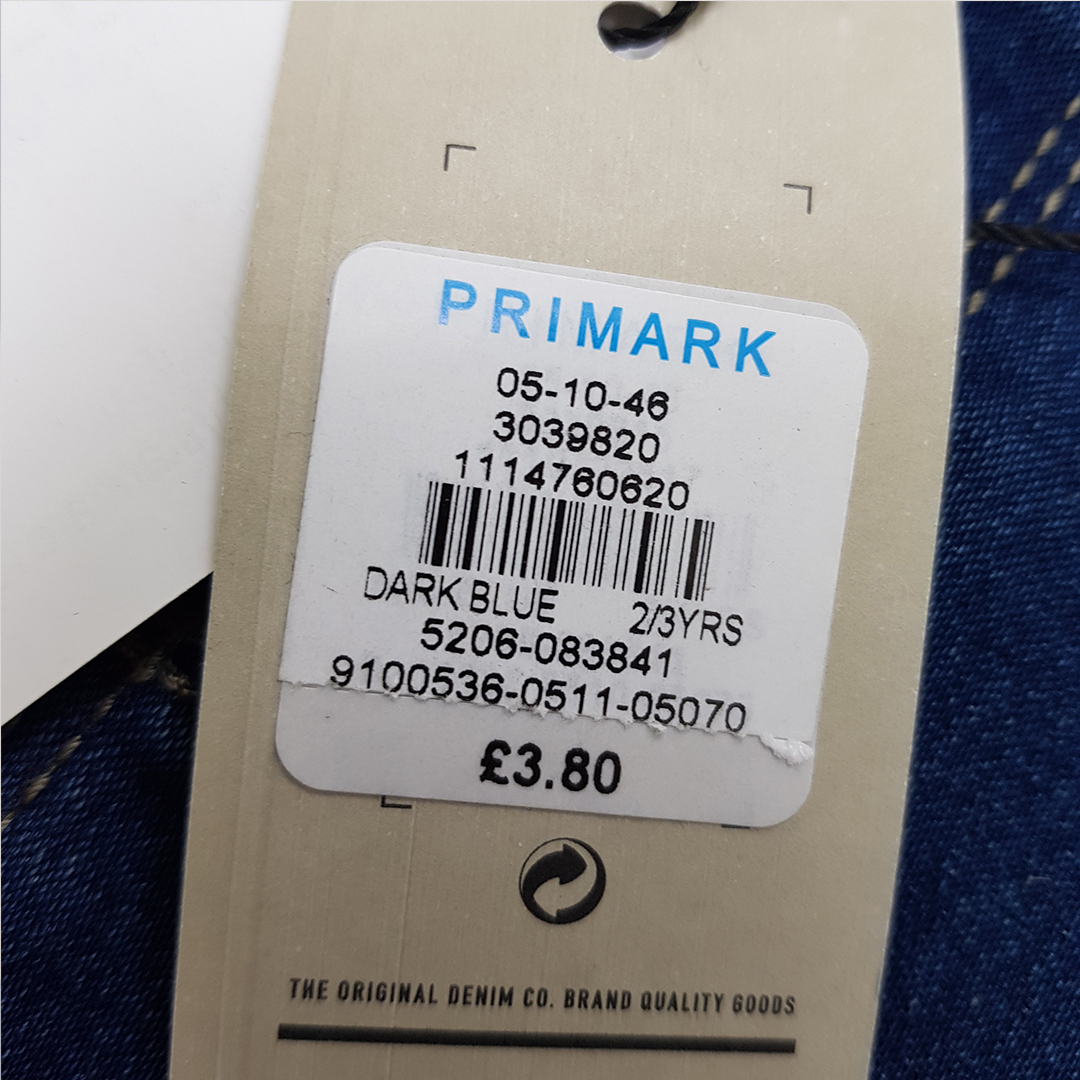 PRIMARK
05-10-46
3039820
1114760620
DARK BLUE 2/3YRS
5206-083841
9100536-0511-05070
£3.80
THE ORIGINAL DENIM CO. BRAND QUALITY GOODS